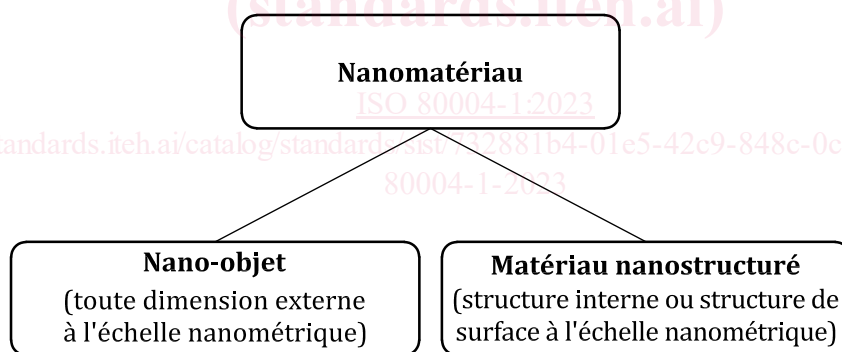 (standards.iteh.ai)
Nanomatériau
ISO 80004-1:2023
tandards.iteh.ai/catalog/standards/sist/732881b4-01e5-42c9-848c-0c
80004-1-2023
Nano-objet
(toute dimension externe
à l'échelle nanométrique)
Matériau nanostructuré
(structure interne ou structure de
surface à l'échelle nanométrique)